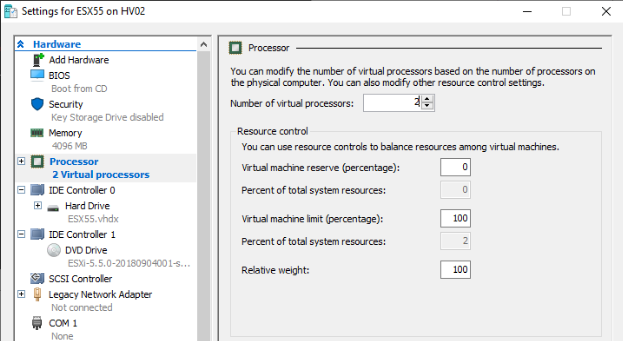 Settings for ESX55 on HV02
Hardware
Add Hardware
BIOS
Boot from CD
Security
Key Storage Drive disabled
Memory
4096 MB
Processor
2 Virtual processors
IDE Controller 0
Hard Drive
ESX55.vhdx
IDE Controller 1
DVD Drive
ESXi-5.5.0-20180904001-s...
SCSI Controller
Legacy Network Adapter
Not connected
COM 1
None
Processor
You can modify the number of virtual processors based on the number of processors on
the physical computer. You can also modify other resource control settings.
Number of virtual processors: 2
Resource control
You can use resource controls to balance resources among virtual machines.
Virtual machine reserve (percentage): 0
Percent of total system resources: 0
Virtual machine limit (percentage): 100
Percent of total system resources: 2
Relative weight: 100